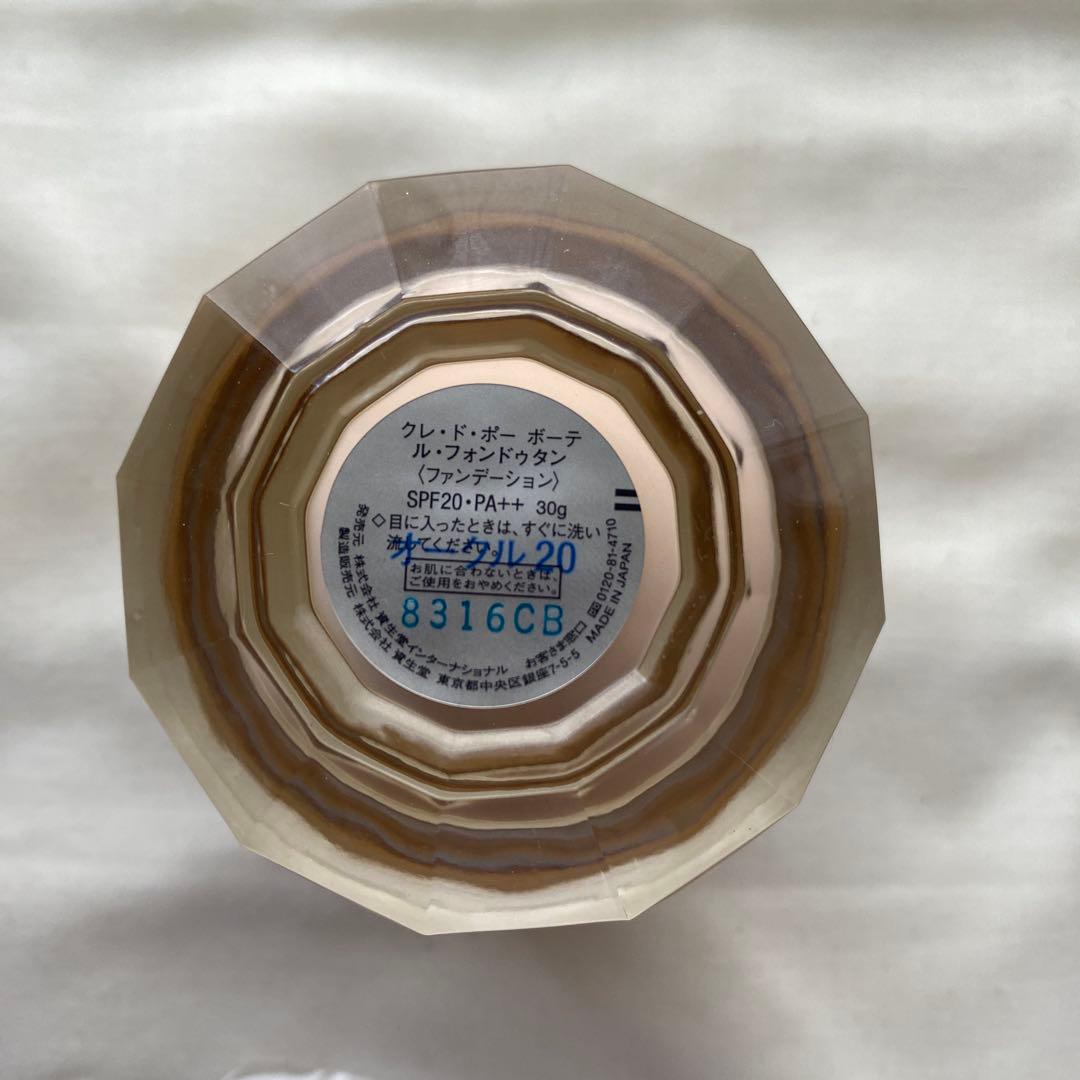 クレ・ド・ポー ボーテ
ル・フォンドゥタン
〈ファンデーション〉
SPF20・PA++ 30g
◇目に入ったときは、すぐに洗い
流してください。
オークル20
お肌に合わないときは、
ご使用をおやめください。
8316CB
発売元 株式会社 資生堂インターナショナル お客さま窓口 0120-81-4710
製造販売元 株式会社 資生堂 東京都中央区銀座7-5-5 MADE IN JAPAN